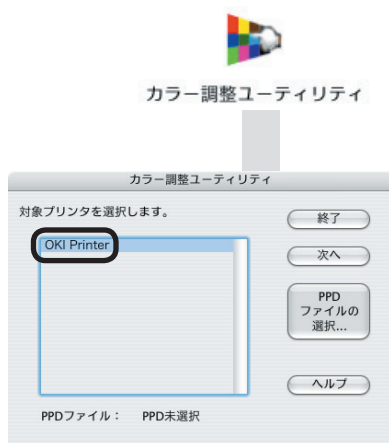 カラー調整ユーティリティ
カラー調整ユーティリティ
対象プリンタを選択します。
終了
OKI Printer
次へ
PPD
ファイルの
選択...
ヘルプ
PPDファイル： PPD未選択